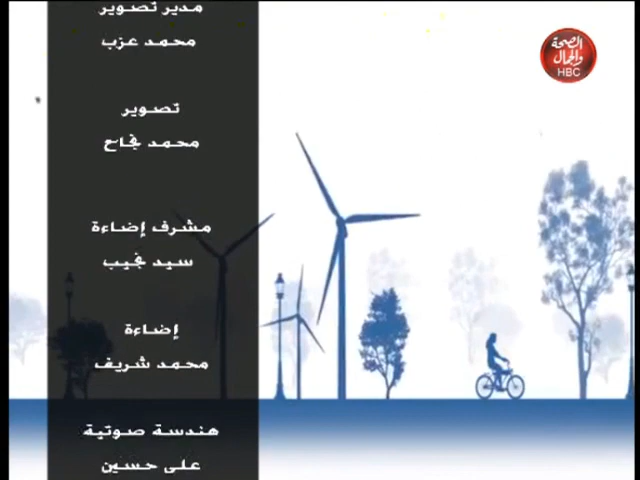 مدير تصوير
محمد عزب
تصوير
محمد نجاح
مشرف إضاءة
سيد نجيب
إضاءة
محمد شريف
هندسة صوتية
على حسين
الصحة
والجمال
HBC